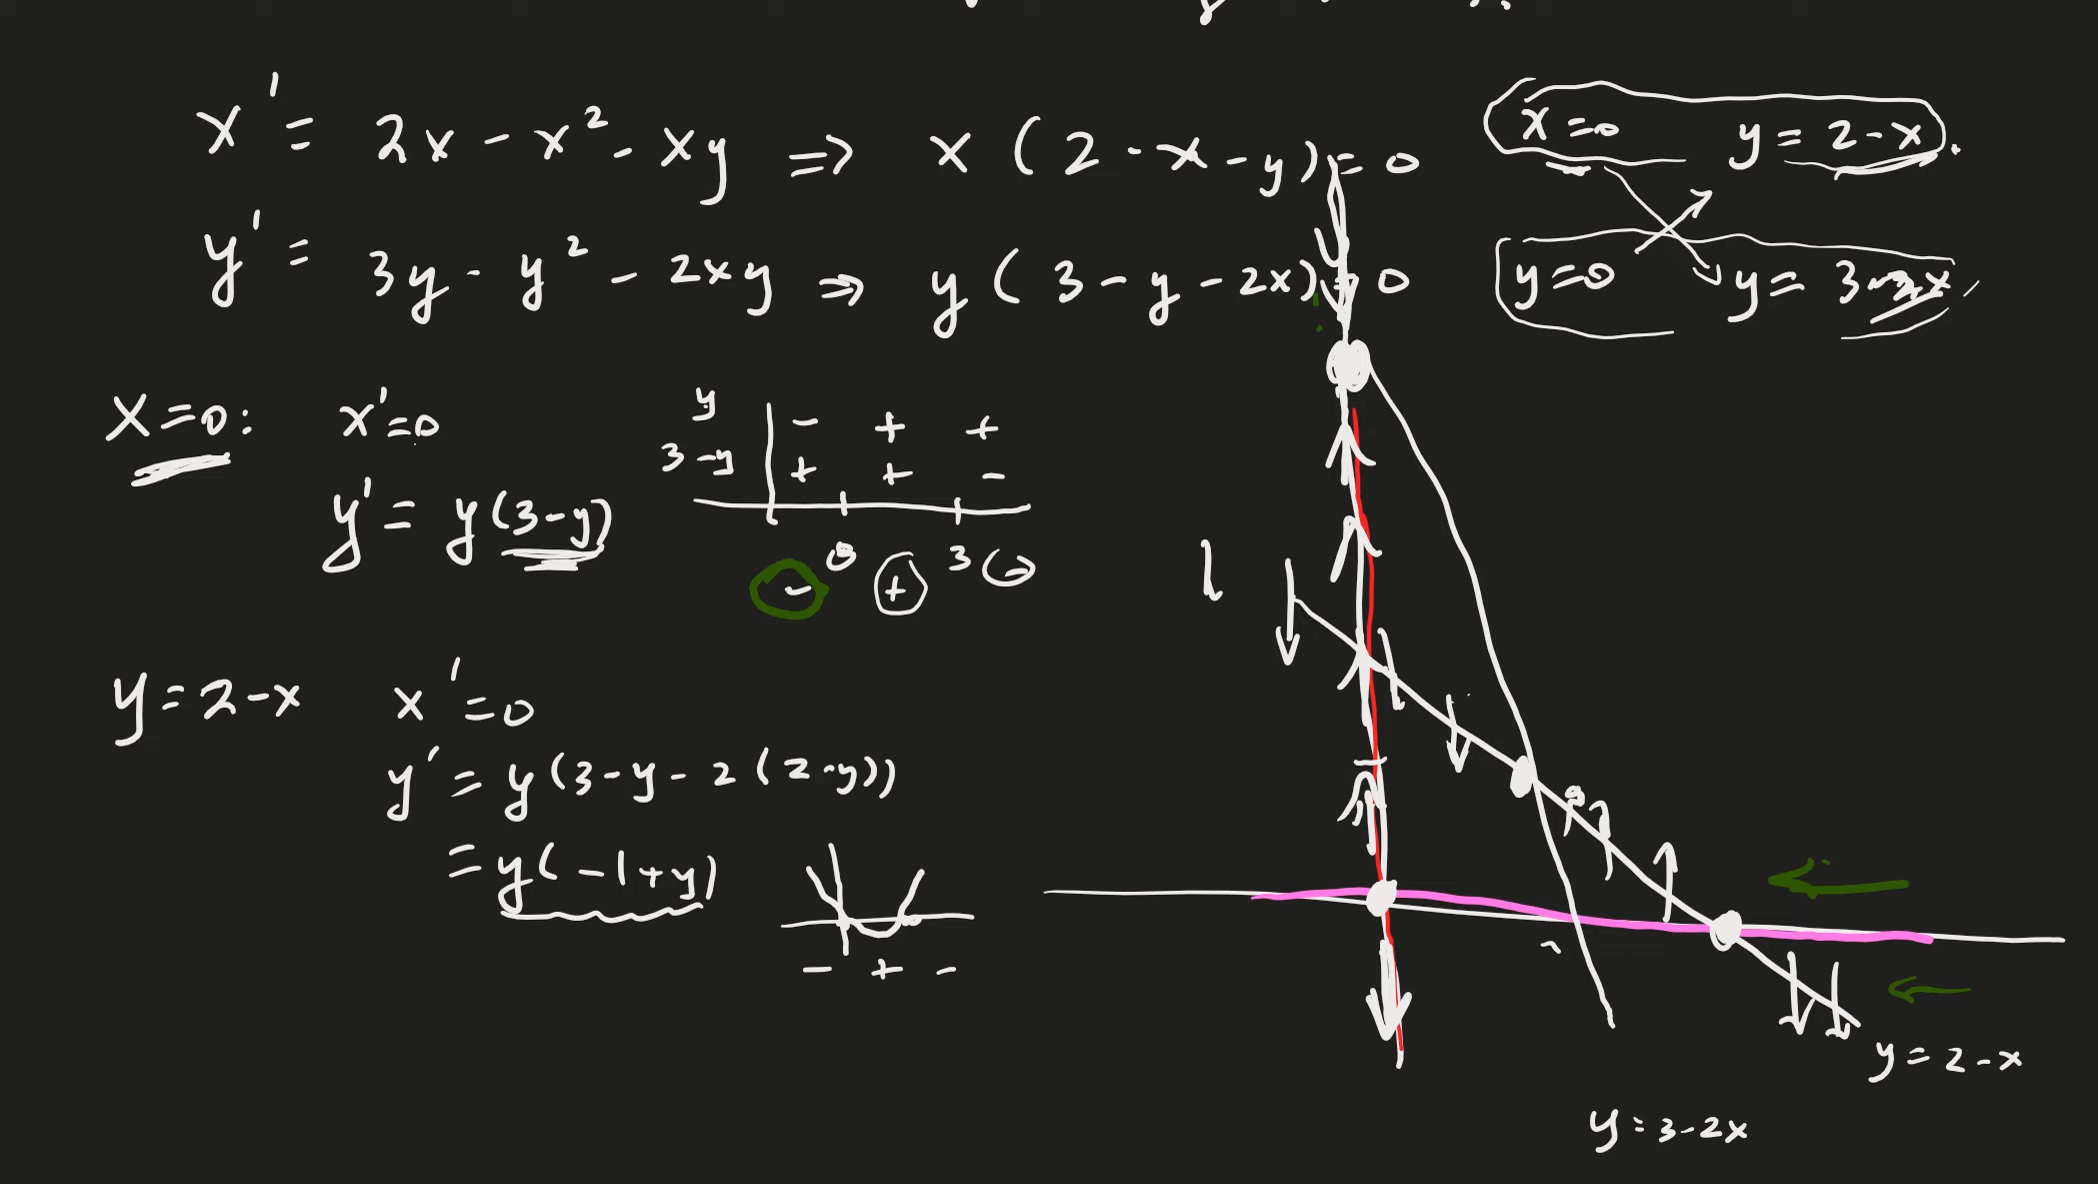 x' = 2x - x² - xy ⇒ x ( 2 - x - y ) = 0
x = 0 y = 2 - x .
y' = 3y - y² - 2xy ⇒ y ( 3 - y - 2x ) = 0
y = 0 y = 3 - 2x
x = 0 : x' = 0
y - + +
3 - y + + -
y' = y ( 3 - y )
0 3
- + -
y = 2 - x x' = 0
y' = y ( 3 - y - 2 ( 2 - y ) )
= y ( -1 + y )
- + -
y = 2 - x
y = 3 - 2x